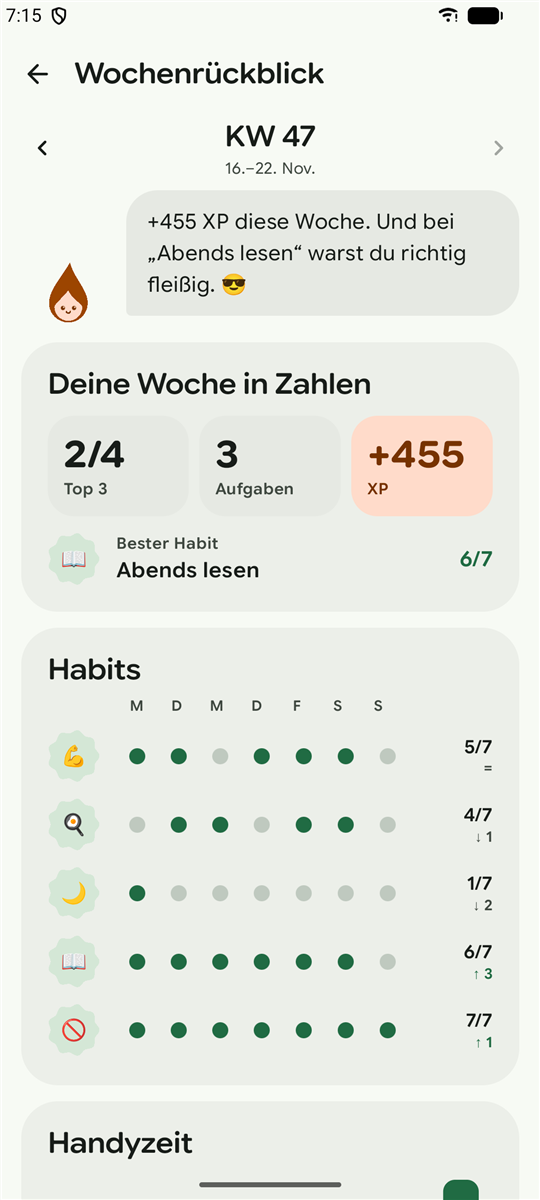 7:15
Wochenrückblick
KW 47
16.–22. Nov.
+455 XP diese Woche. Und bei
„Abends lesen“ warst du richtig
fleißig. 😎
Deine Woche in Zahlen
2/4
Top 3
3
Aufgaben
+455
XP
Bester Habit
Abends lesen
6/7
Habits
M D M D F S S
5/7
=
4/7
↓ 1
1/7
↓ 2
6/7
↑ 3
7/7
↑ 1
Handyzeit